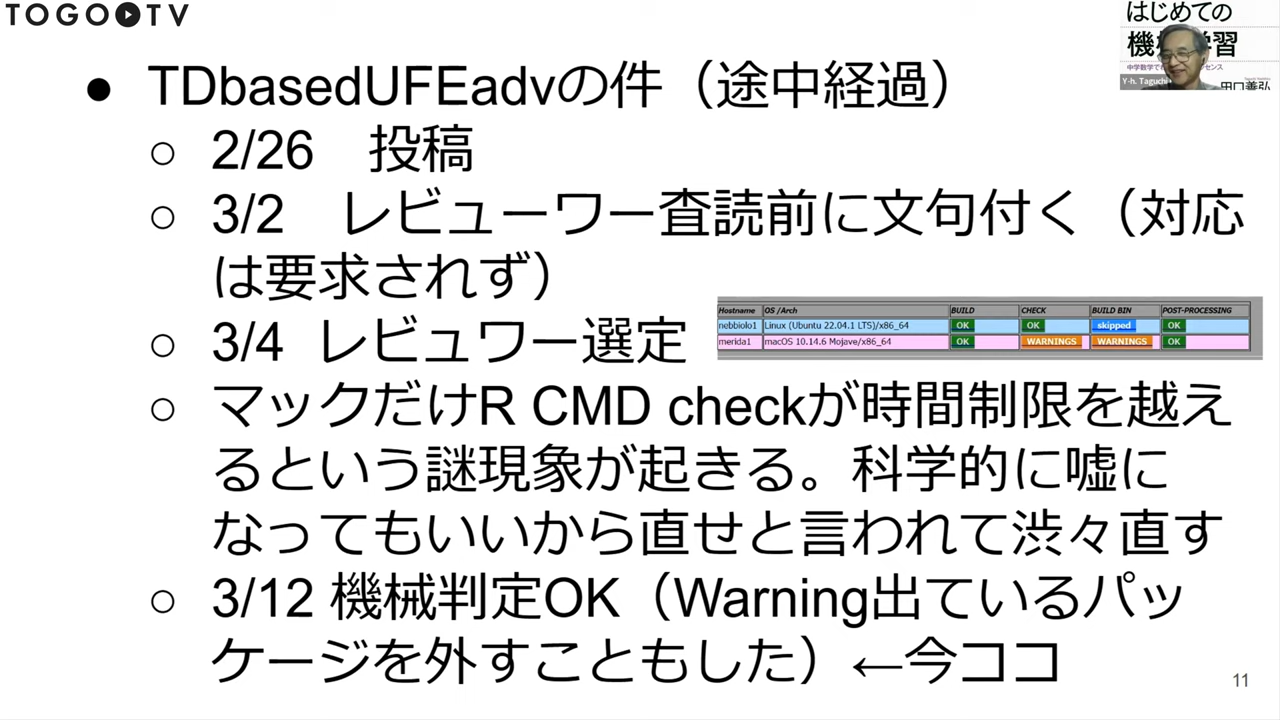 TOGO TV
はじめての
Y-h. Taguchi
田口善弘
● TDbasedUFEadvの件（途中経過）
○ 2/26　投稿
○ 3/2　レビューワー査読前に文句付く（対応
は要求されず）
○ 3/4 レビュワー選定
Hostname OS /Arch BUILD CHECK BUILD BIN POST-PROCESSING
nebbiolo1 Linux (Ubuntu 22.04.1 LTS)/x86_64 OK OK skipped OK
merida1 macOS 10.14.6 Mojave/x86_64 OK WARNINGS WARNINGS OK
○ マックだけR CMD checkが時間制限を越え
るという謎現象が起きる。科学的に嘘に
なってもいいから直せと言われて渋々直す
○ 3/12 機械判定OK（Warning出ているパッ
ケージを外すこともした）←今ココ
11